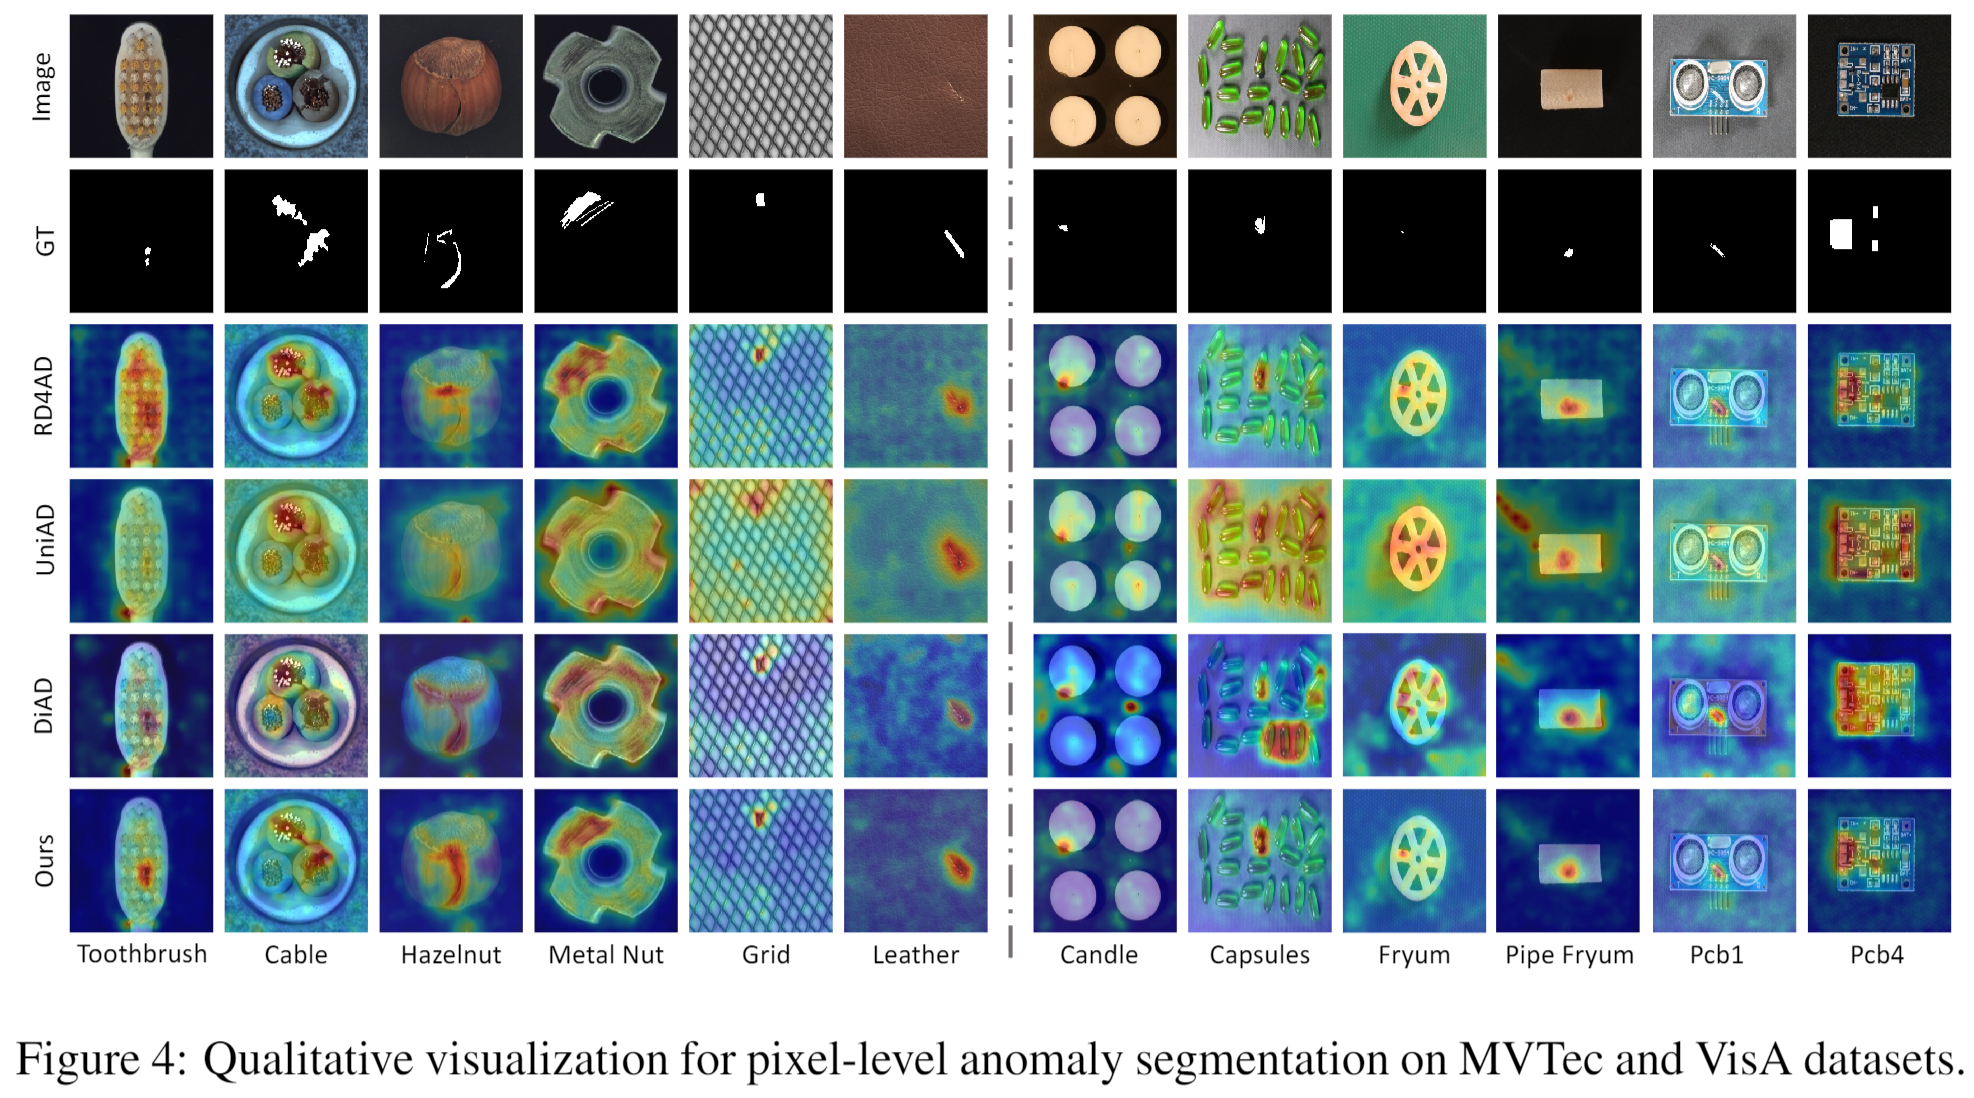 Image
GT
RD4AD
UniAD
DiAD
Ours
Toothbrush Cable Hazelnut Metal Nut Grid Leather Candle Capsules Fryum Pipe Fryum Pcb1 Pcb4
Figure 4: Qualitative visualization for pixel-level anomaly segmentation on MVTec and VisA datasets.